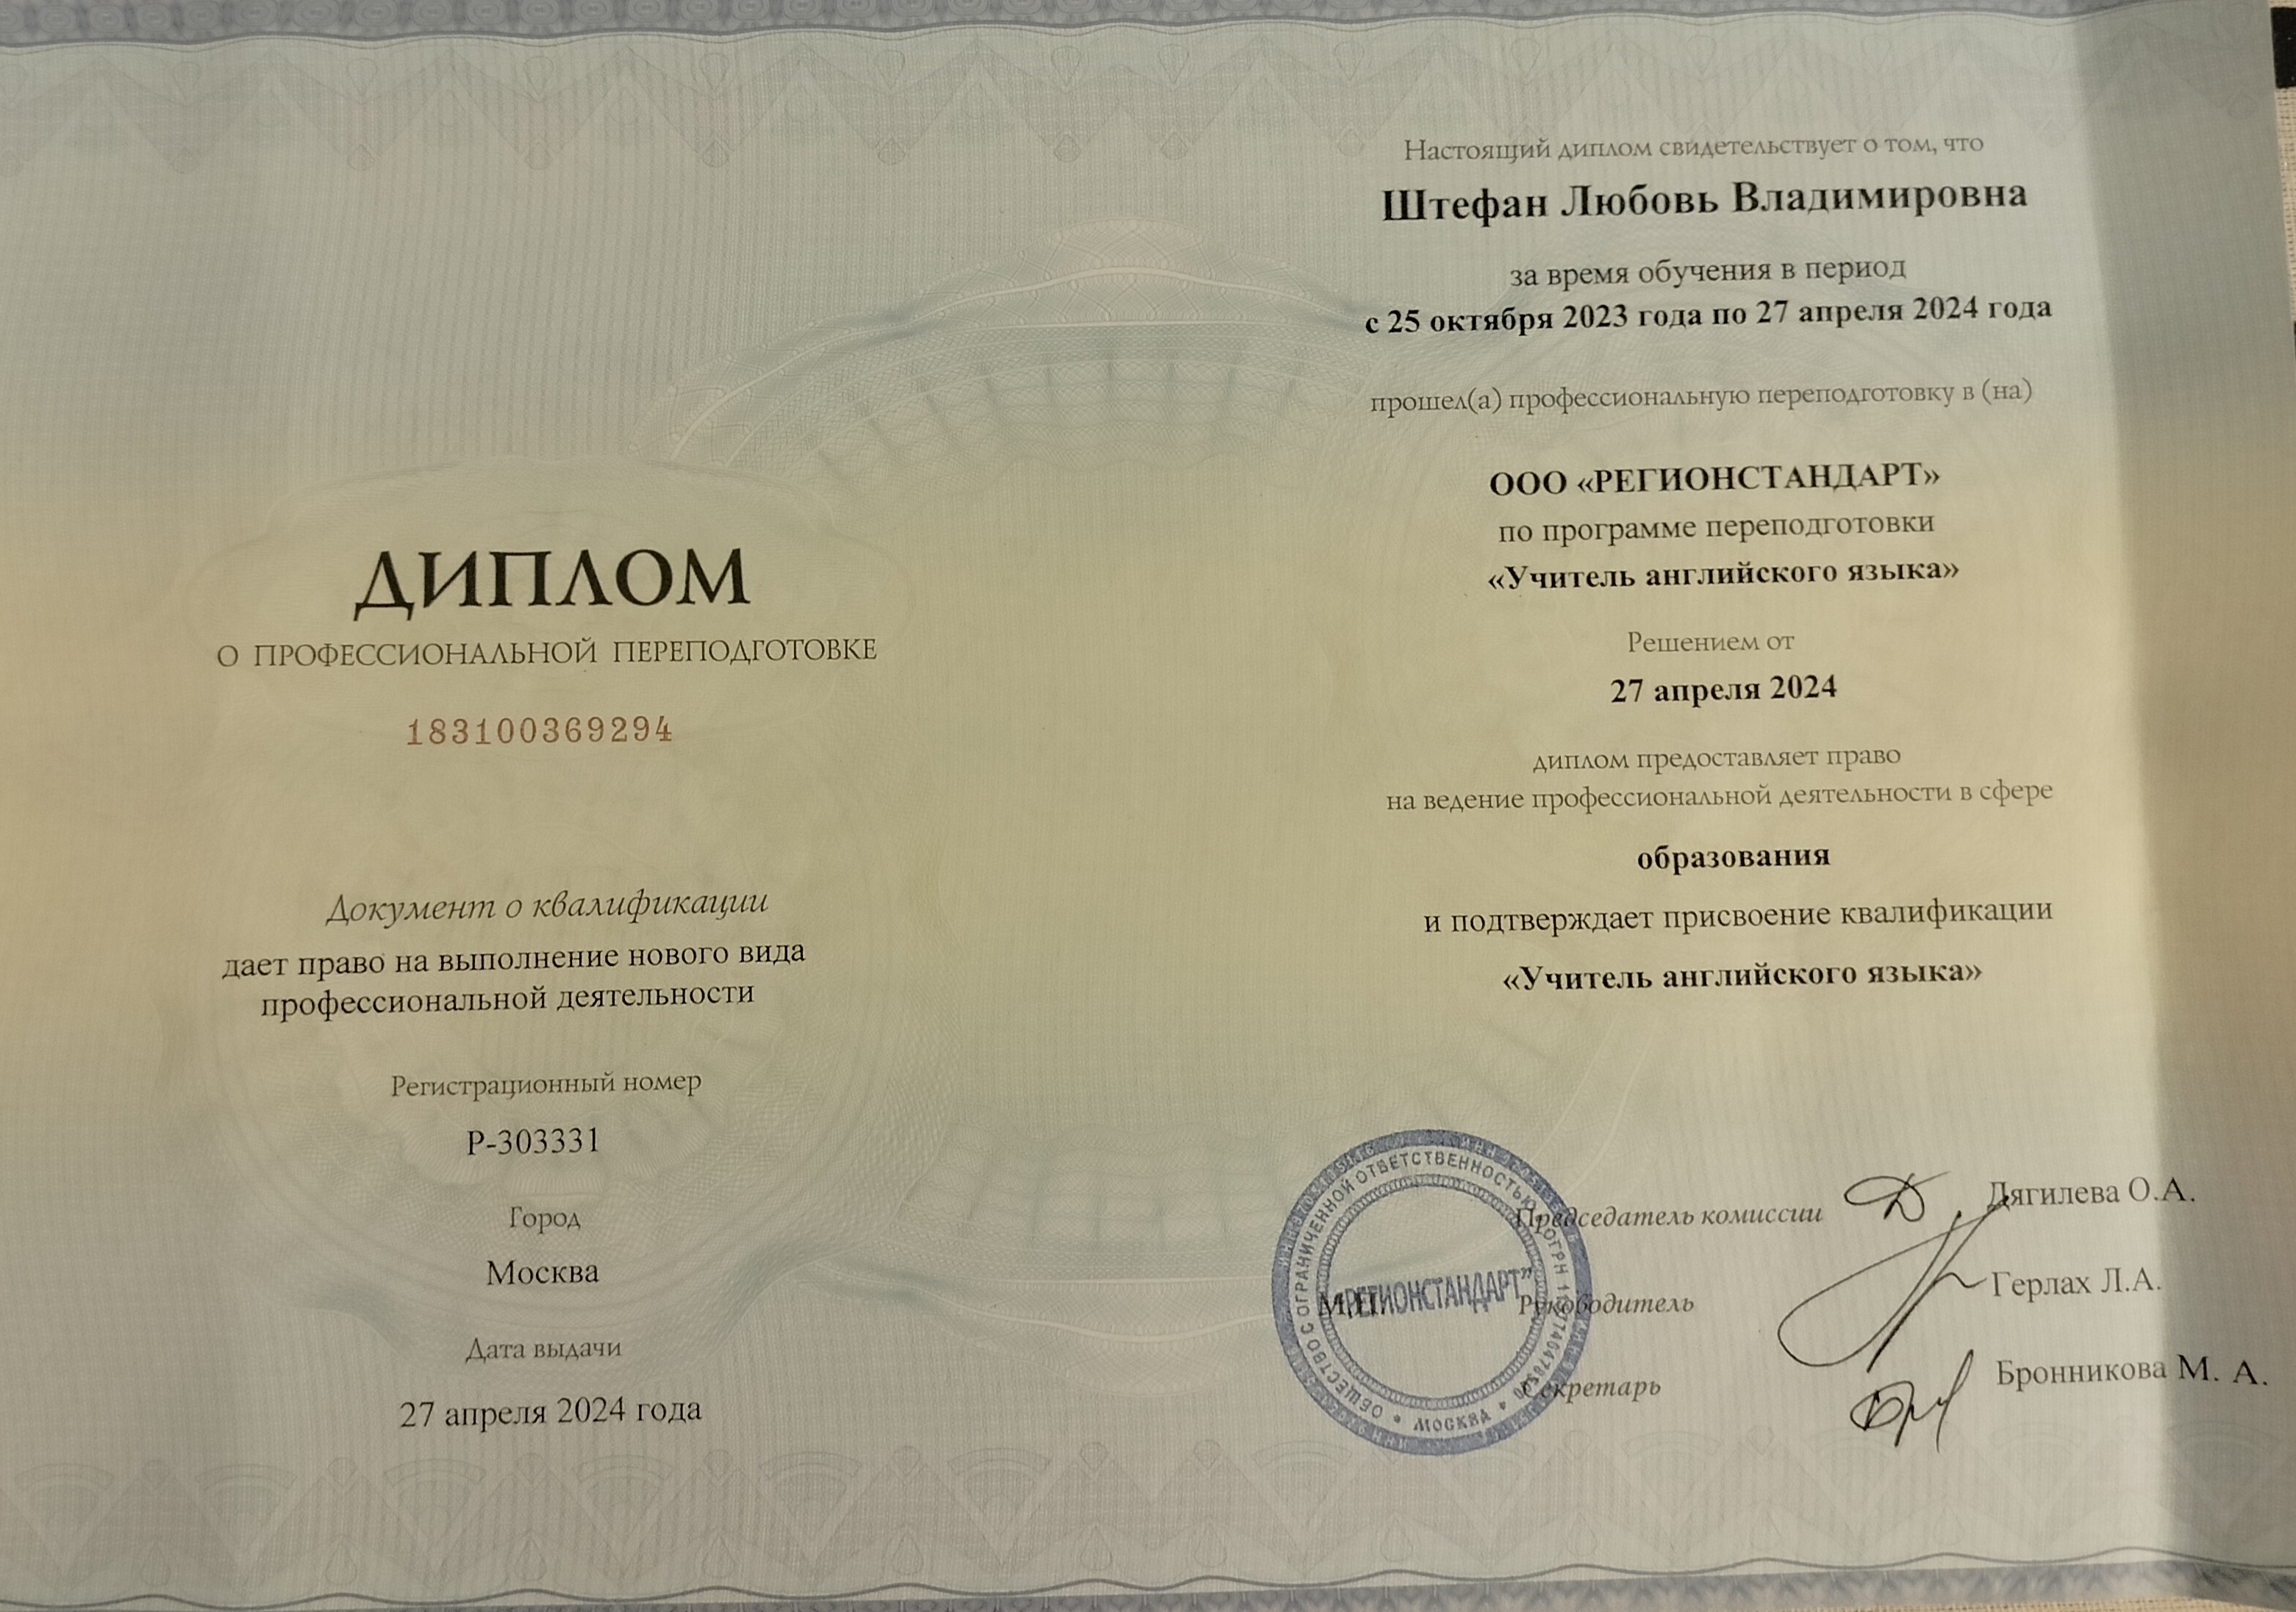 ДИПЛОМ
О ПРОФЕССИОНАЛЬНОЙ ПЕРЕПОДГОТОВКЕ
183100369294
Документ о квалификации
дает право на выполнение нового вида
профессиональной деятельности
Регистрационный номер
Р-303331
Город
Москва
Дата выдачи
27 апреля 2024 года
Настоящий диплом свидетельствует о том, что
Штефан Любовь Владимировна
за время обучения в период
с 25 октября 2023 года по 27 апреля 2024 года
прошел(а) профессиональную переподготовку в (на)
ООО «РЕГИОНСТАНДАРТ»
по программе переподготовки
«Учитель английского языка»
Решением от
27 апреля 2024
диплом предоставляет право
на ведение профессиональной деятельности в сфере
образования
и подтверждает присвоение квалификации
«Учитель английского языка»
Председатель комиссии Дягилева О.А.
М.П. Руководитель Герлах Л.А.
Секретарь Бронникова М. А.
ОБЩЕСТВО С ОГРАНИЧЕННОЙ ОТВЕТСТВЕННОСТЬЮ
ОГРН
"РЕГИОНСТАНДАРТ"
МОСКВА